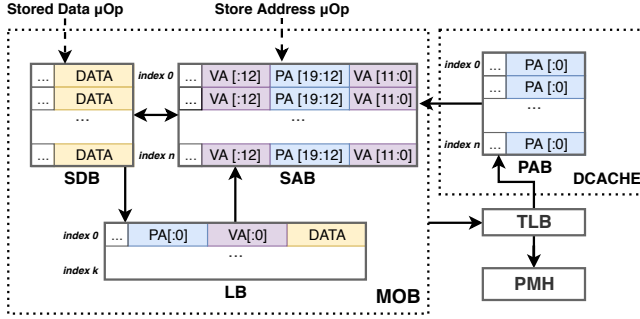 Stored Data µOp
Store Address µOp
... DATA
... DATA
...
... DATA
SDB
index 0
index n
... VA [:12] PA [19:12] VA [11:0]
... VA [:12] PA [19:12] VA [11:0]
...
... VA [:12] PA [19:12] VA [11:0]
SAB
index 0
index n
... PA [:0]
... PA [:0]
...
... PA [:0]
PAB
DCACHE
index 0
index k
... PA[:0] VA[:0] DATA
...
LB
MOB
TLB
PMH